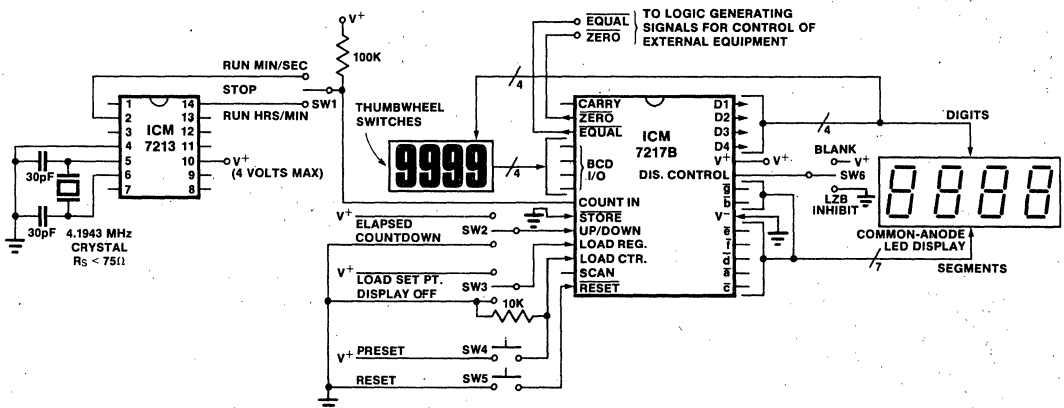 V+
100K
EQUAL
ZERO
TO LOGIC GENERATING
SIGNALS FOR CONTROL OF
EXTERNAL EQUIPMENT
RUN MIN/SEC
STOP
SW1
RUN HRS/MIN
1
2
3
4
5
6
7
14
13
12
11
10
9
8
ICM
7213
V+
(4 VOLTS MAX)
30pF
30pF
4.1943 MHz
CRYSTAL
RS < 75Ω
THUMBWHEEL
SWITCHES
9999
4
4
CARRY
ZERO
EQUAL
BCD
I/O
COUNT IN
STORE
UP/DOWN
LOAD REG.
LOAD CTR.
SCAN
RESET
ICM
7217B
D1
D2
D3
D4
V+
DIS. CONTROL
g
b
V−
e
f
d
a
c
4
DIGITS
V+
BLANK
V+
SW6
LZB
INHIBIT
8888
COMMON-ANODE
LED DISPLAY
7
SEGMENTS
V+
ELAPSED
COUNTDOWN
SW2
V+
LOAD SET PT.
DISPLAY OFF
SW3
10K
V+
PRESET
SW4
RESET
SW5